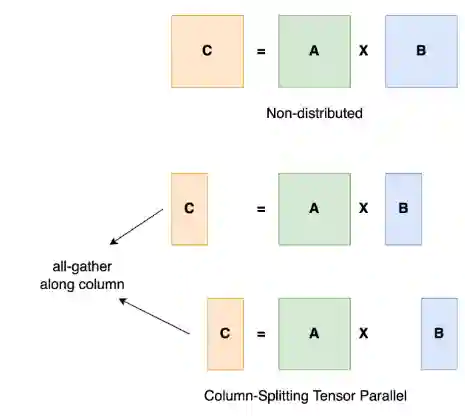 C = A X B
Non-distributed
C = A X B
all-gather
along column
C = A X B
Column-Splitting Tensor Parallel